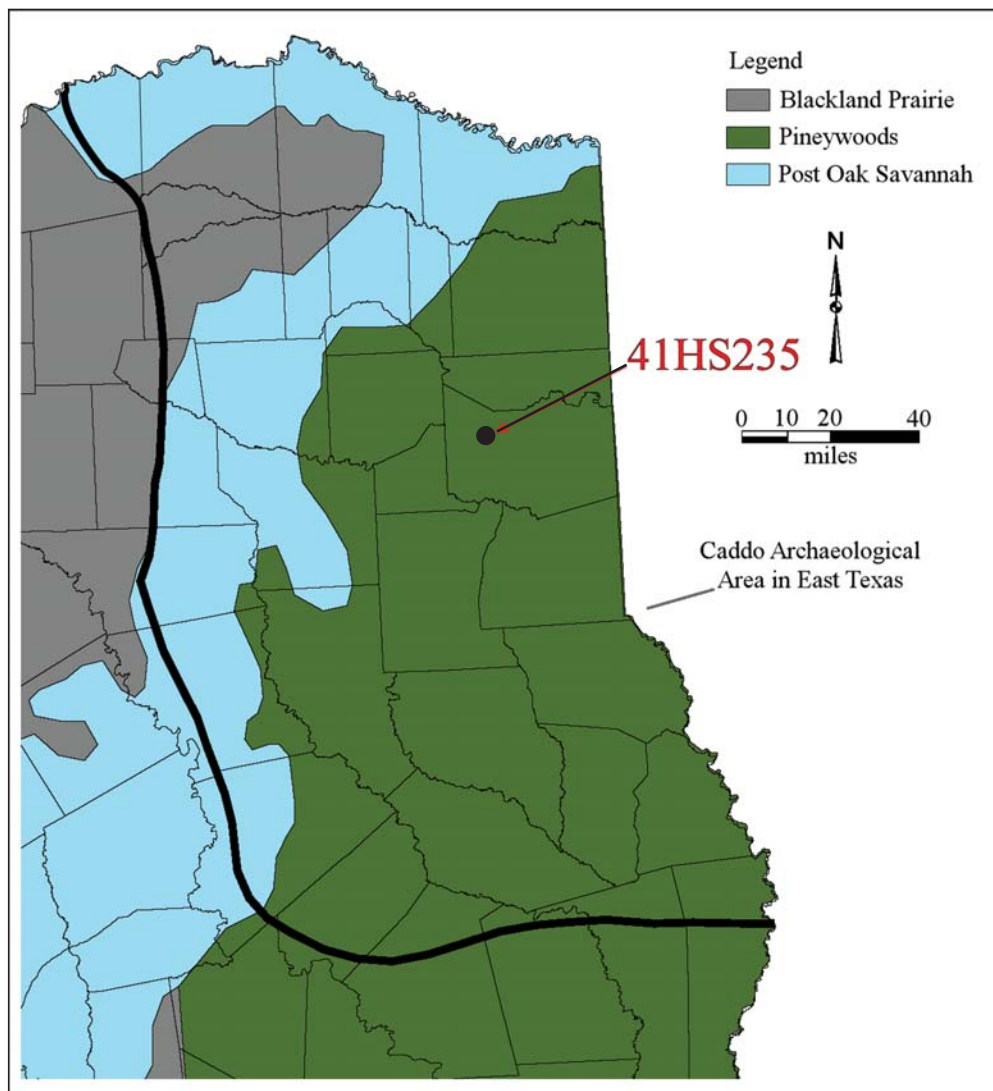 Legend
Blackland Prairie
Pineywoods
Post Oak Savannah
N
41HS235
0 10 20 40
miles
Caddo Archaeological
Area in East Texas